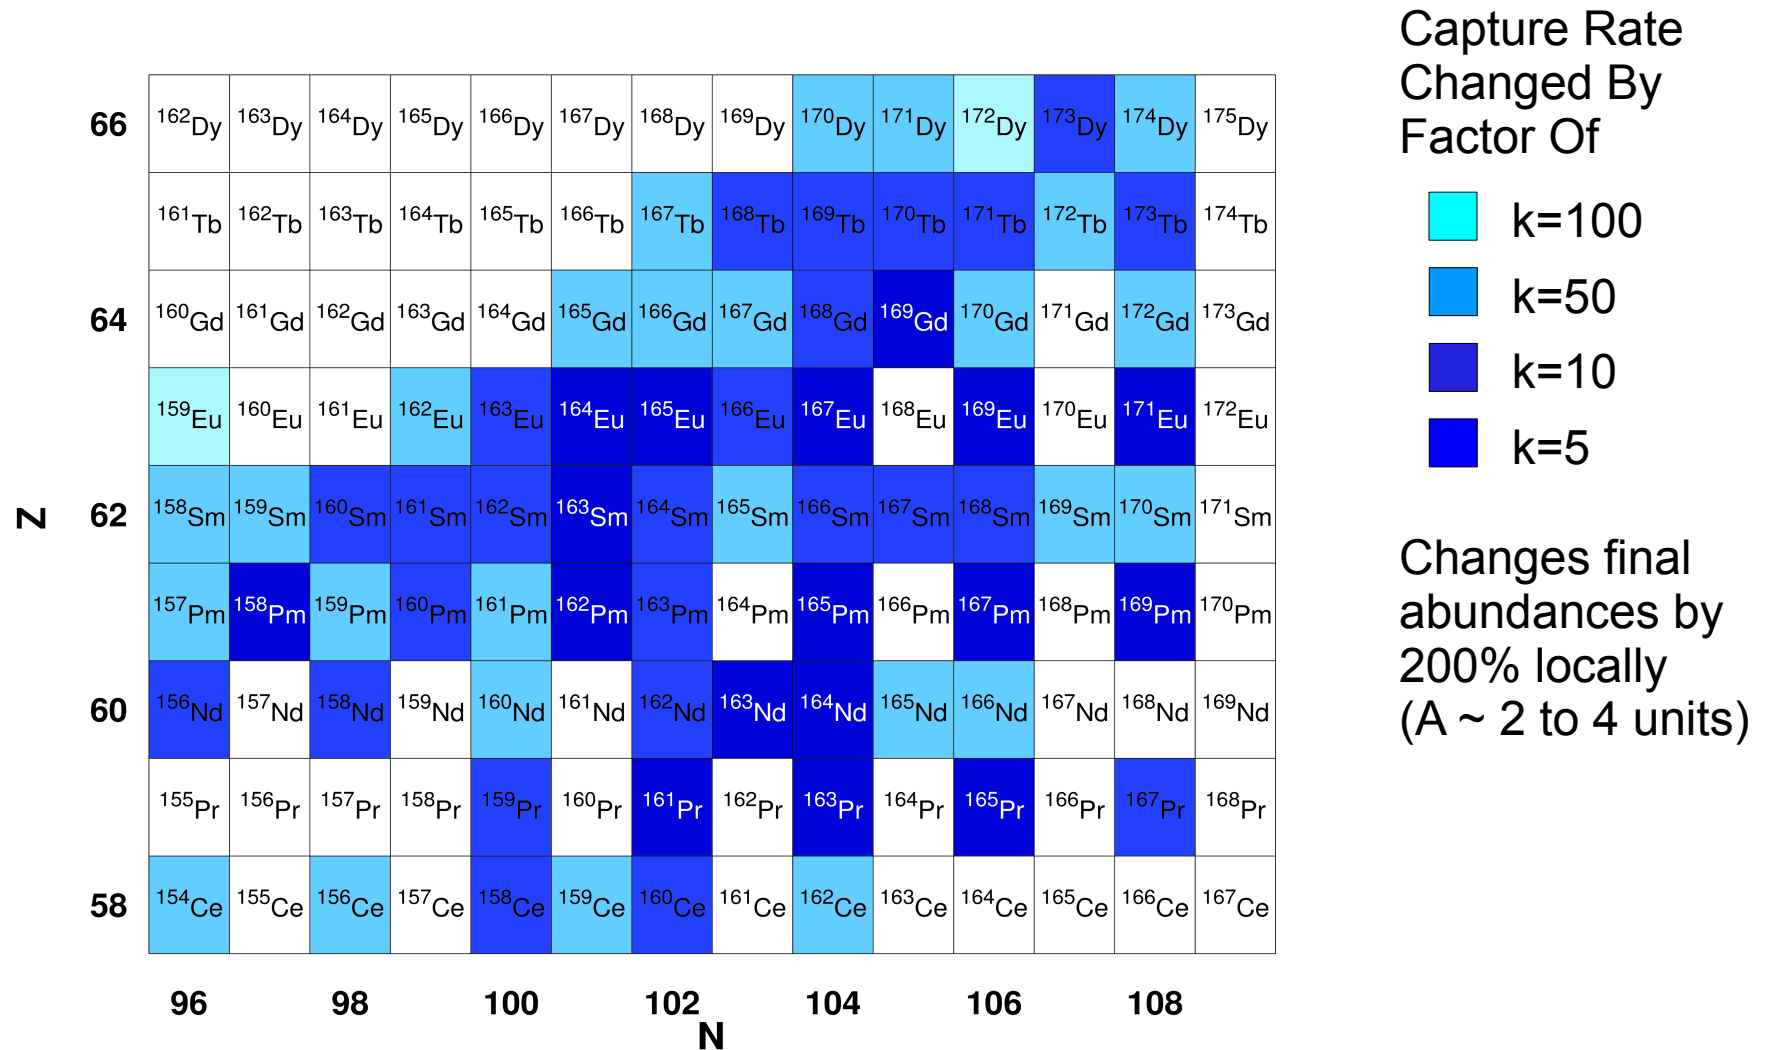 Capture Rate
Changed By
Factor Of
k=100
k=50
k=10
k=5
Changes final
abundances by
200% locally
(A ~ 2 to 4 units)
66
162Dy 163Dy 164Dy 165Dy 166Dy 167Dy 168Dy 169Dy 170Dy 171Dy 172Dy 173Dy 174Dy 175Dy
161Tb 162Tb 163Tb 164Tb 165Tb 166Tb 167Tb 168Tb 169Tb 170Tb 171Tb 172Tb 173Tb 174Tb
64
160Gd 161Gd 162Gd 163Gd 164Gd 165Gd 166Gd 167Gd 168Gd 169Gd 170Gd 171Gd 172Gd 173Gd
159Eu 160Eu 161Eu 162Eu 163Eu 164Eu 165Eu 166Eu 167Eu 168Eu 169Eu 170Eu 171Eu 172Eu
Z
62
158Sm 159Sm 160Sm 161Sm 162Sm 163Sm 164Sm 165Sm 166Sm 167Sm 168Sm 169Sm 170Sm 171Sm
157Pm 158Pm 159Pm 160Pm 161Pm 162Pm 163Pm 164Pm 165Pm 166Pm 167Pm 168Pm 169Pm 170Pm
60
156Nd 157Nd 158Nd 159Nd 160Nd 161Nd 162Nd 163Nd 164Nd 165Nd 166Nd 167Nd 168Nd 169Nd
155Pr 156Pr 157Pr 158Pr 159Pr 160Pr 161Pr 162Pr 163Pr 164Pr 165Pr 166Pr 167Pr 168Pr
58
154Ce 155Ce 156Ce 157Ce 158Ce 159Ce 160Ce 161Ce 162Ce 163Ce 164Ce 165Ce 166Ce 167Ce
96 98 100 102 104 106 108
N